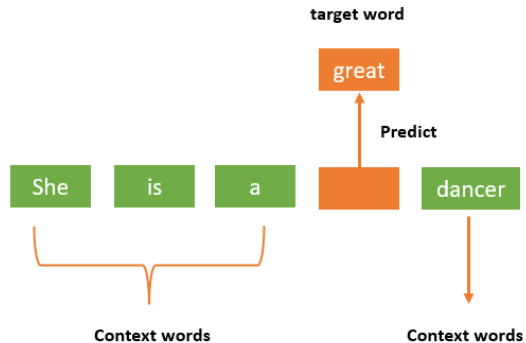 target word
great
Predict
She is a dancer
Context words Context words